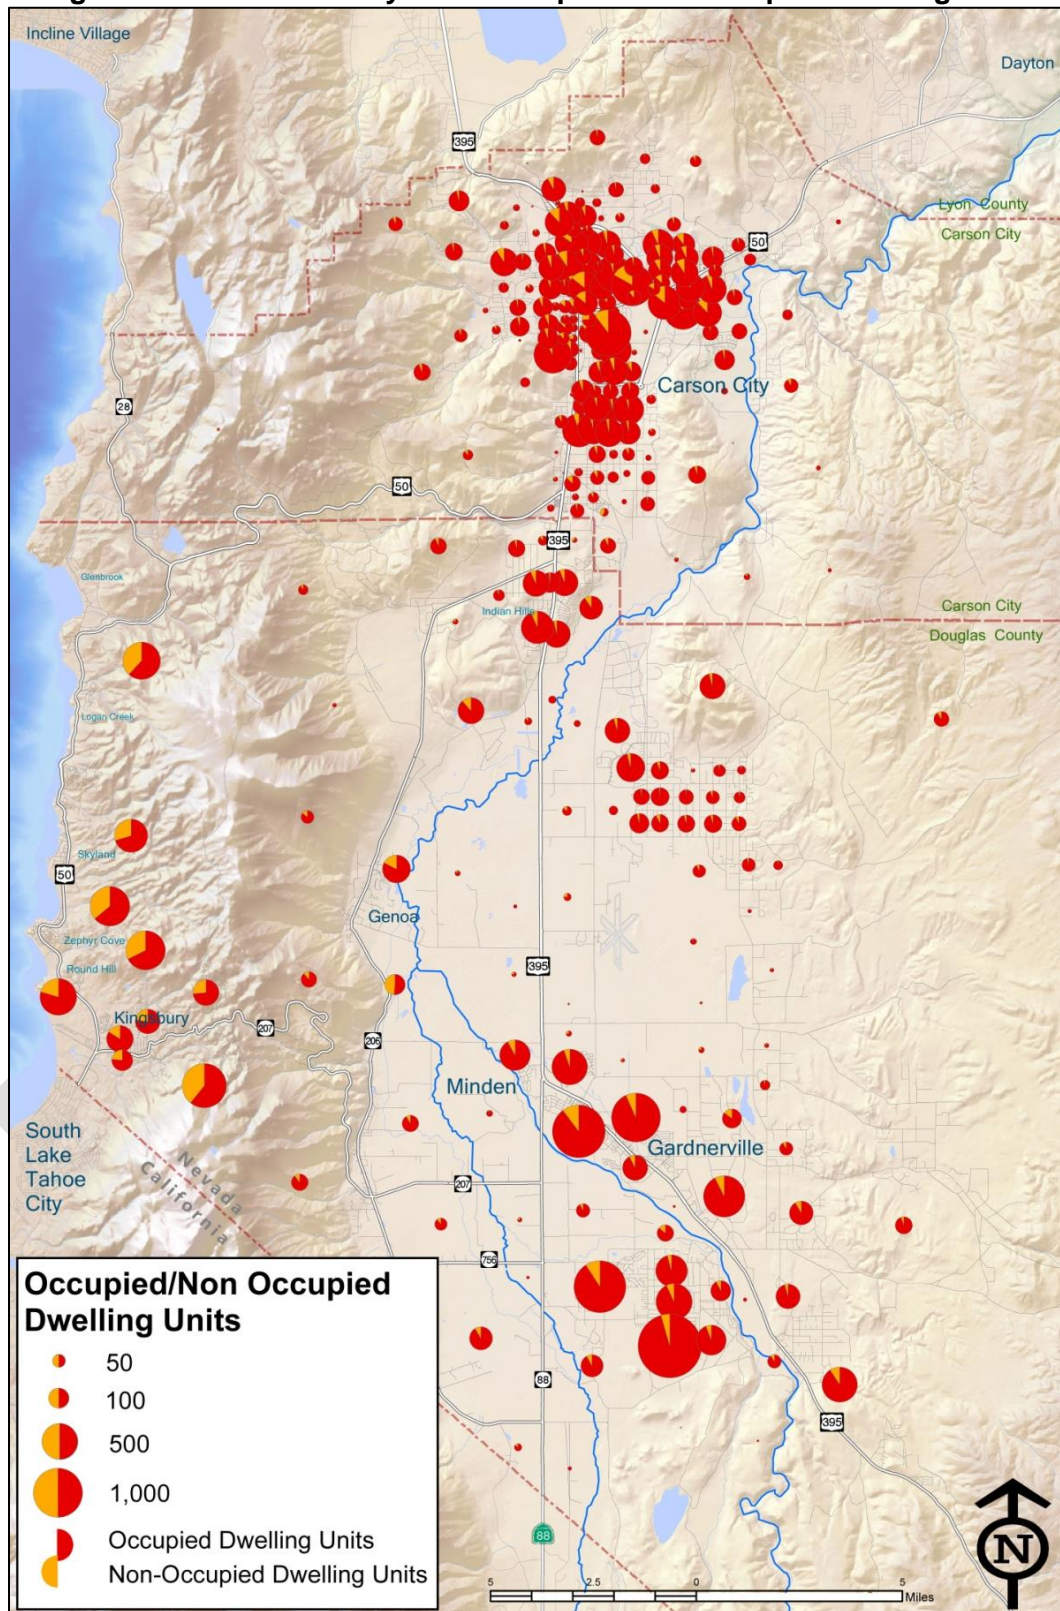 Incline Village
Dayton
395
Lyon County
Carson City
50
28
Carson City
50
395
Glenbrook
Indian Hills
Carson City
Douglas County
Logan Creek
Skyland
50
Genoa
Zephyr Cove
Round Hill
395
Kingsbury
207
206
Minden
South
Lake
Tahoe
City
Nevada
California
Gardnerville
207
756
88
395
88
Occupied/Non Occupied
Dwelling Units
50
100
500
1,000
Occupied Dwelling Units
Non-Occupied Dwelling Units
5
2.5
0
5
Miles
N